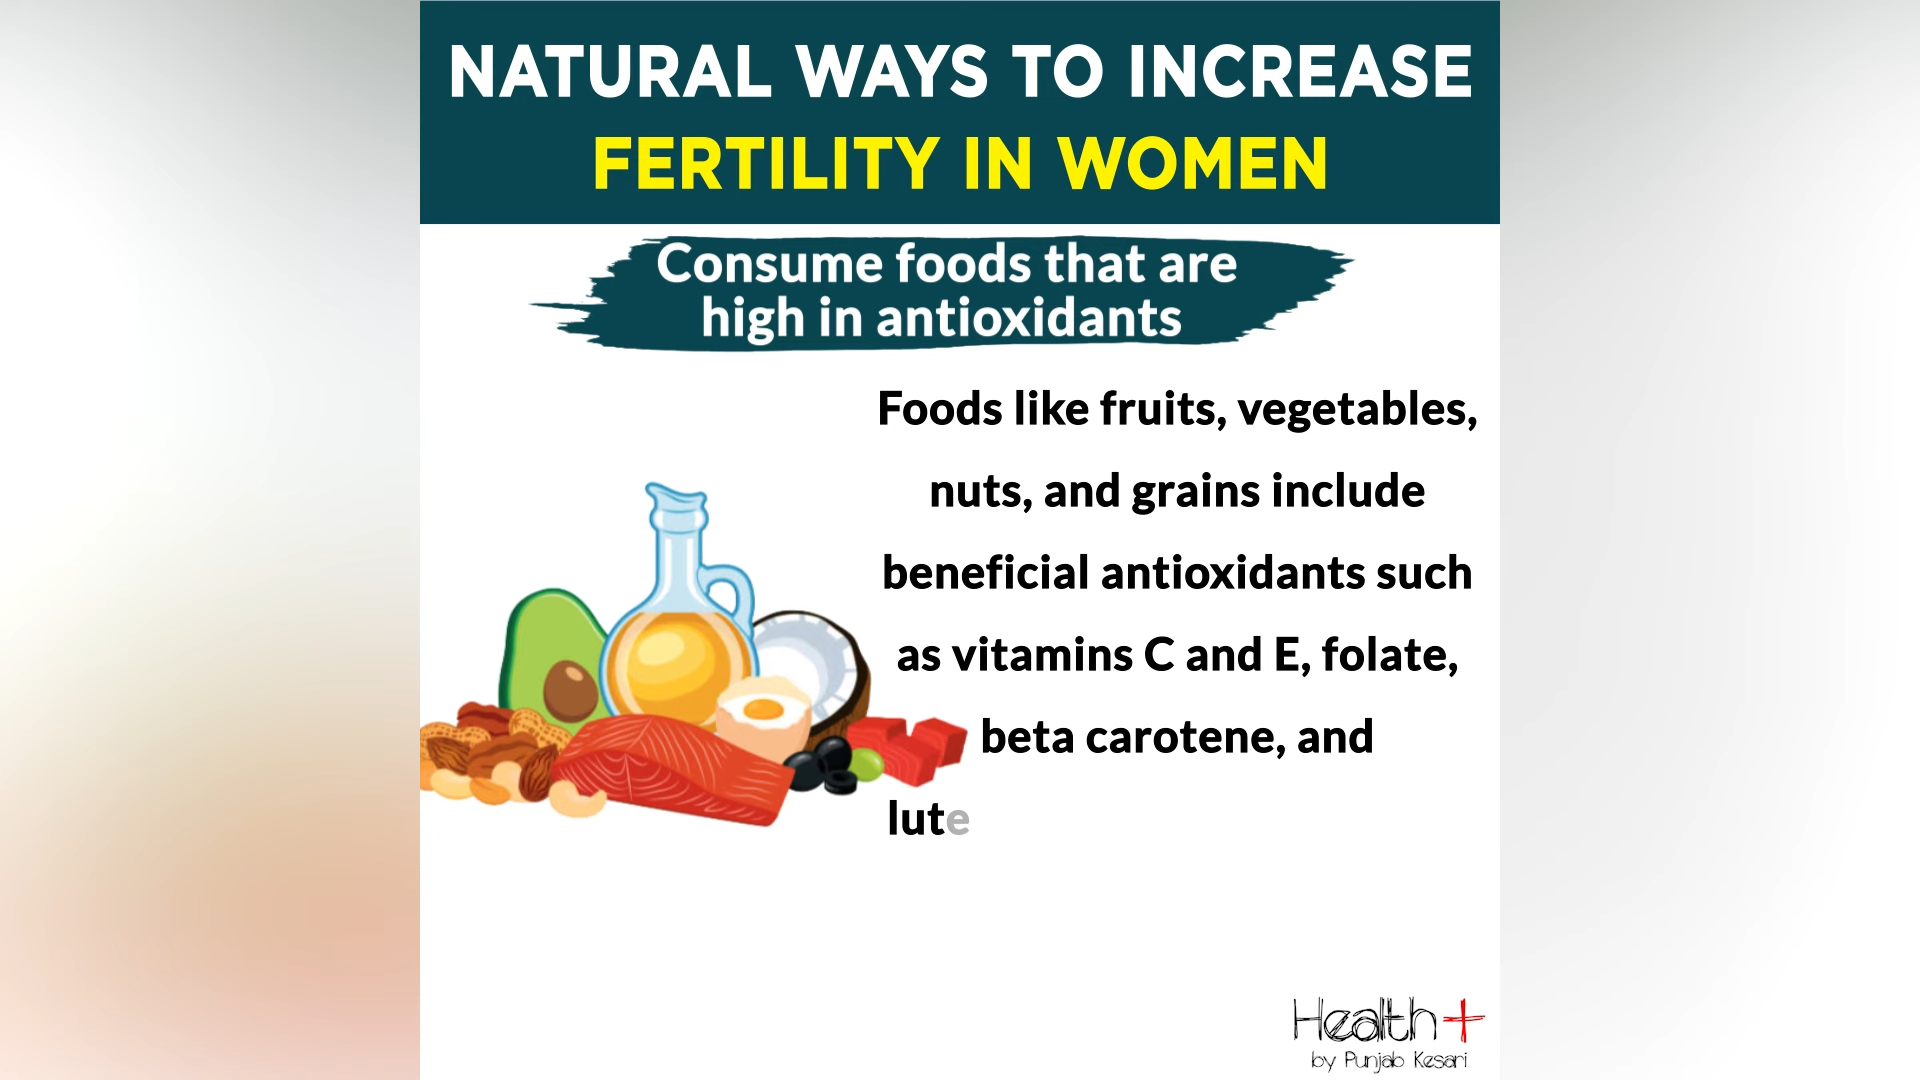 NATURAL WAYS TO INCREASE
FERTILITY IN WOMEN
Consume foods that are
high in antioxidants
Foods like fruits, vegetables,
nuts, and grains include
beneficial antioxidants such
as vitamins C and E, folate,
beta carotene, and
lute
Health+
by Punjab Kesari